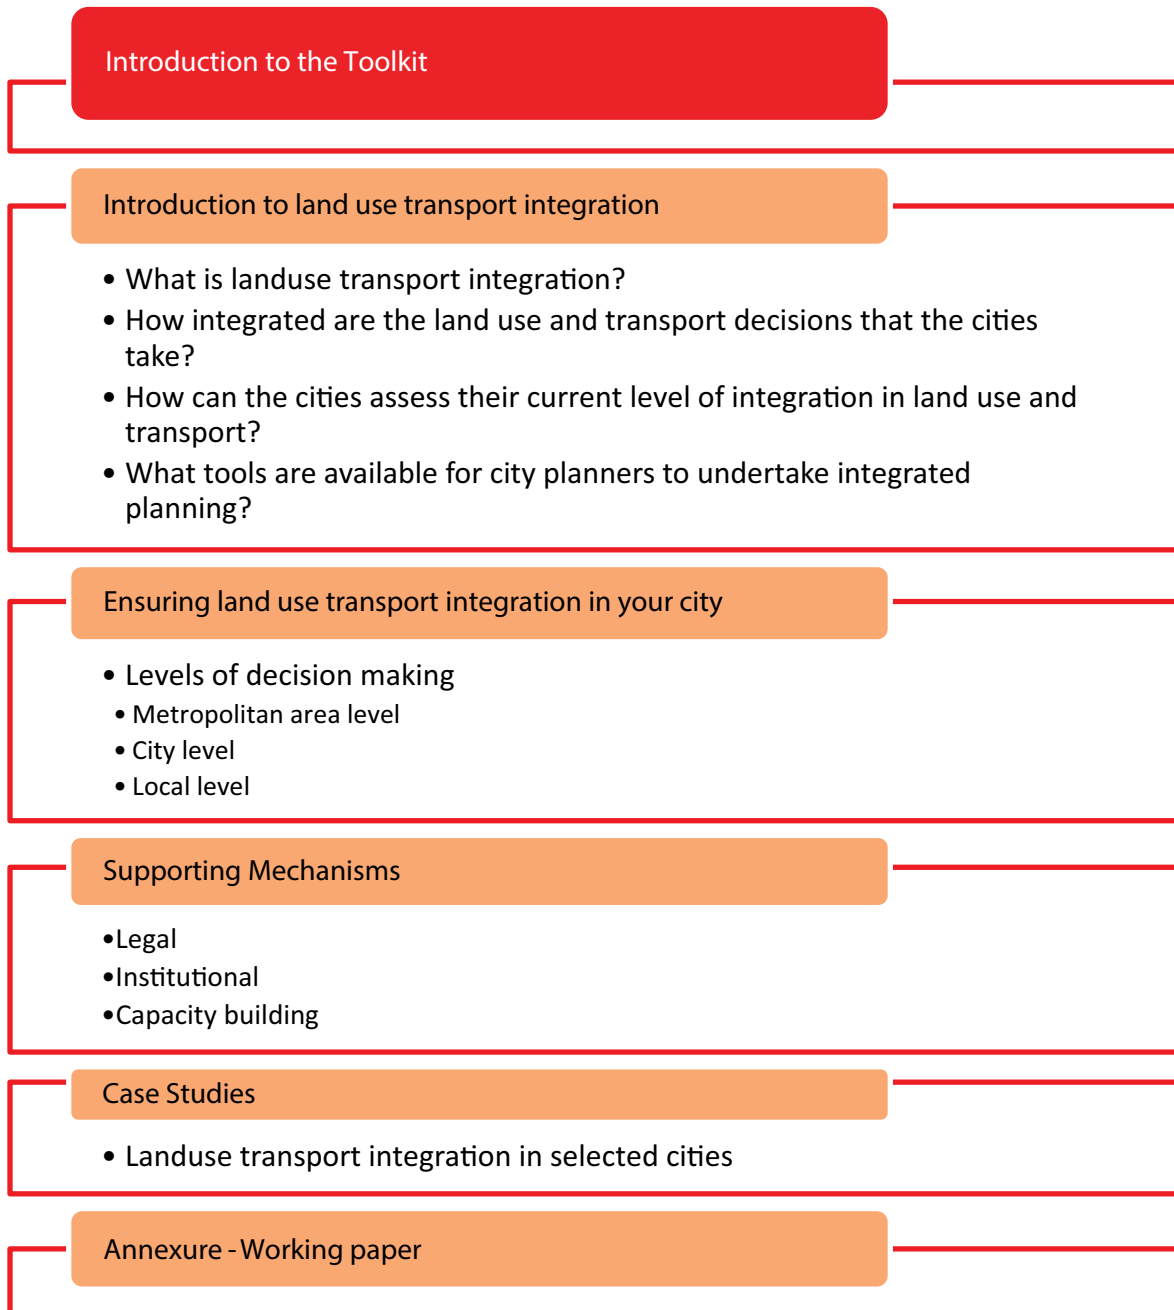 Introduction to the Toolkit
Introduction to land use transport integration
• What is landuse transport integration?
• How integrated are the land use and transport decisions that the cities
take?
• How can the cities assess their current level of integration in land use and
transport?
• What tools are available for city planners to undertake integrated
planning?
Ensuring land use transport integration in your city
• Levels of decision making
• Metropolitan area level
• City level
• Local level
Supporting Mechanisms
•Legal
•Institutional
•Capacity building
Case Studies
• Landuse transport integration in selected cities
Annexure - Working paper